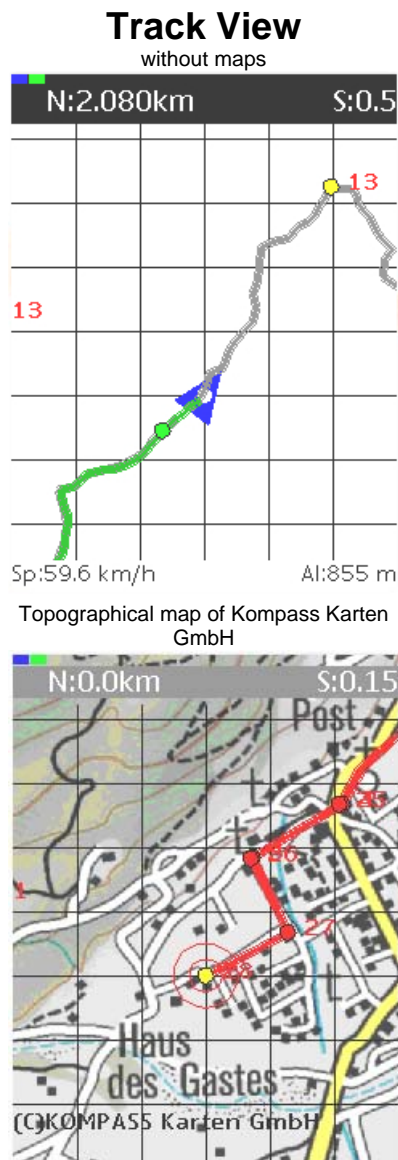 Track View
without maps
N:2.080km S:0.5
13
13
Sp:59.6 km/h Al:855 m
Topographical map of Kompass Karten
GmbH
N:0.0km S:0.15
Post
26
1
27
Haus
des Gastes
(C)KOMPASS Karten GmbH